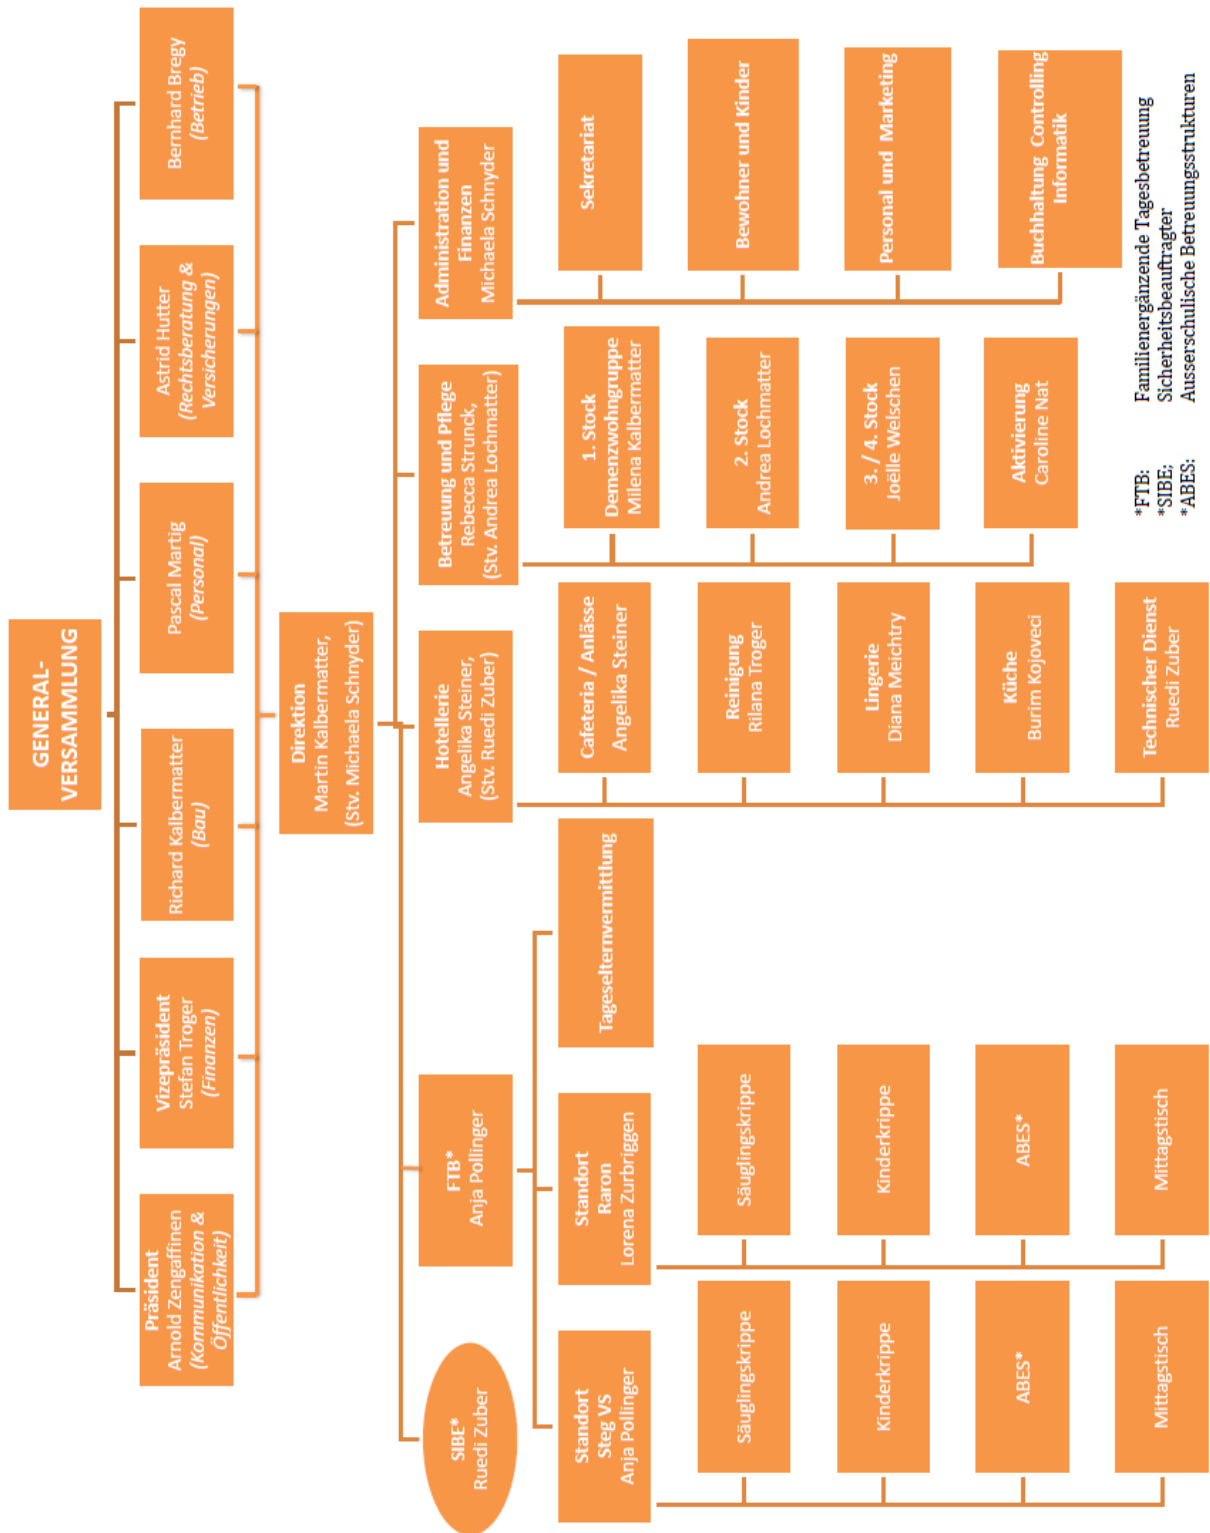 GENERAL-
VERSAMMLUNG
Präsident
Arnold Zengaffinen
(Kommunikation &
Öffentlichkeit)
Vizepräsident
Stefan Troger
(Finanzen)
Richard Kalbermatter
(Bau)
Pascal Martig
(Personal)
Astrid Hutter
(Rechtsberatung &
Versicherungen)
Bernhard Bregy
(Betrieb)
Direktion
Martin Kalbermatter,
(Stv. Michaela Schnyder)
SIBE*
Ruedi Zuber
FTB*
Anja Pollinger
Hotellerie
Angelika Steiner,
(Stv. Ruedi Zuber)
Betreuung und Pflege
Rebecca Strunck,
(Stv. Andrea Lochmatter)
Administration und
Finanzen
Michaela Schnyder
Standort
Steg VS
Anja Pollinger
Säuglingskrippe
Kinderkrippe
ABES*
Mittagstisch
Standort
Raron
Lorena Zurbriggen
Säuglingskrippe
Kinderkrippe
ABES*
Mittagstisch
Tageselternvermittlung
Cafeteria / Anlässe
Angelika Steiner
Reinigung
Rilana Troger
Lingerie
Diana Meichtry
Küche
Burim Kojoveci
Technischer Dienst
Ruedi Zuber
1. Stock
Demenzwohngruppe
Milena Kalbermatter
2. Stock
Andrea Lochmatter
3. / 4. Stock
Joëlle Welschen
Aktivierung
Caroline Nat
Sekretariat
Bewohner und Kinder
Personal und Marketing
Buchhaltung Controlling
Informatik
*FTB: Familienergänzende Tagesbetreuung
*SIBE; Sicherheitsbeauftragter
*ABES: Ausserschulische Betreuungsstrukturen